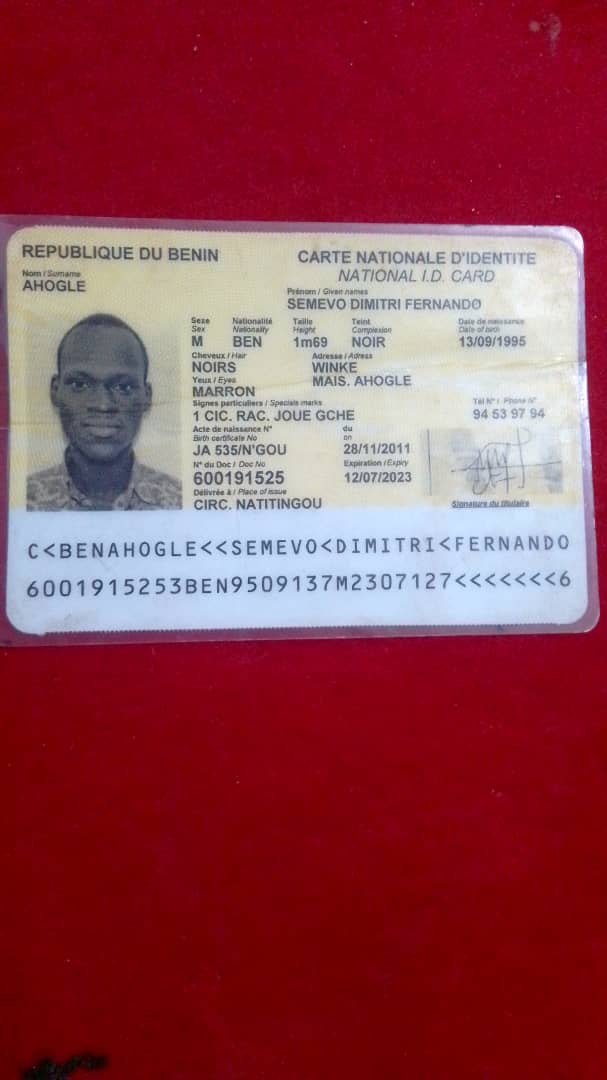 REPUBLIQUE DU BENIN
CARTE NATIONALE D'IDENTITE
NATIONAL I.D. CARD
Nom / Surname
AHOGLE
Prénom / Given names
SEMEVO DIMITRI FERNANDO
Sexe Nationalité Taille Teint Date de naissance
Sex Nationality Height Complexion Date of birth
M BEN 1m69 NOIR 13/09/1995
Cheveux / Hair Adresse / Adress
NOIRS WINKE
Yeux / Eyes MAIS. AHOGLE
MARRON
Signes particuliers / Specials marks Tél N° / Phone N°
1 CIC. RAC. JOUE GCHE 94 53 97 94
Acte de naissance N° du
Birth certificate No on
JA 535/N'GOU 28/11/2011
N° du Doc / Doc No Expiration / Expiry
600191525 12/07/2023
Délivrée à / Place of issue
CIRC. NATITINGOU Signature du titulaire
C<BENAHOGLE<<SEMEVO<DIMITRI<FERNANDO
6001915253BEN9509137M2307127<<<<<<<6